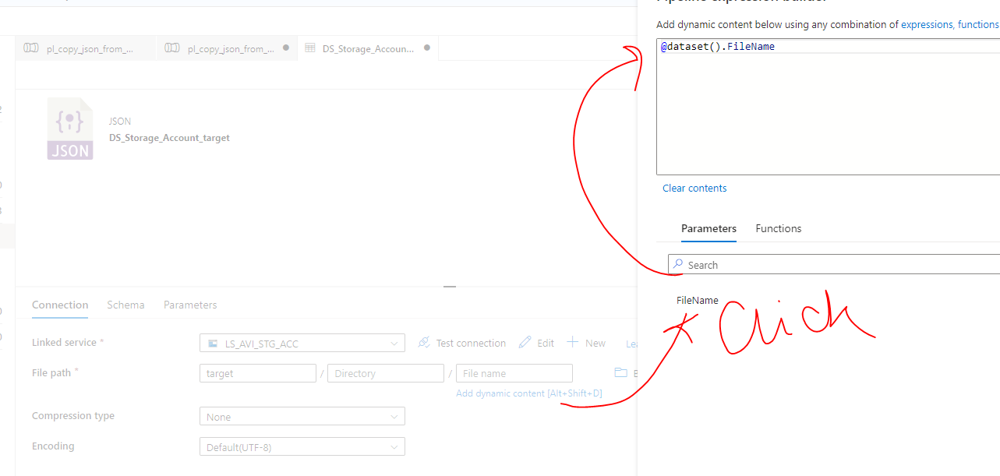 Add dynamic content below using any combination of expressions, functions
@dataset().FileName
pl_copy_json_from_...
pl_copy_json_from_...
DS_Storage_Accoun...
JSON
JSON
DS_Storage_Account_target
Clear contents
Parameters Functions
Search
FileName
Click
Connection Schema Parameters
Linked service *
LS_AVI_STG_ACC
Test connection
Edit
New
File path *
target / Directory / File name
Add dynamic content [Alt+Shift+D]
Compression type
None
Encoding
Default(UTF-8)